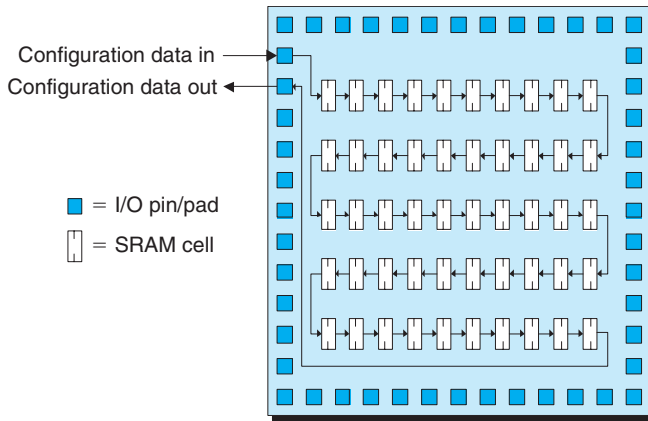 Configuration data in
Configuration data out
= I/O pin/pad
= SRAM cell